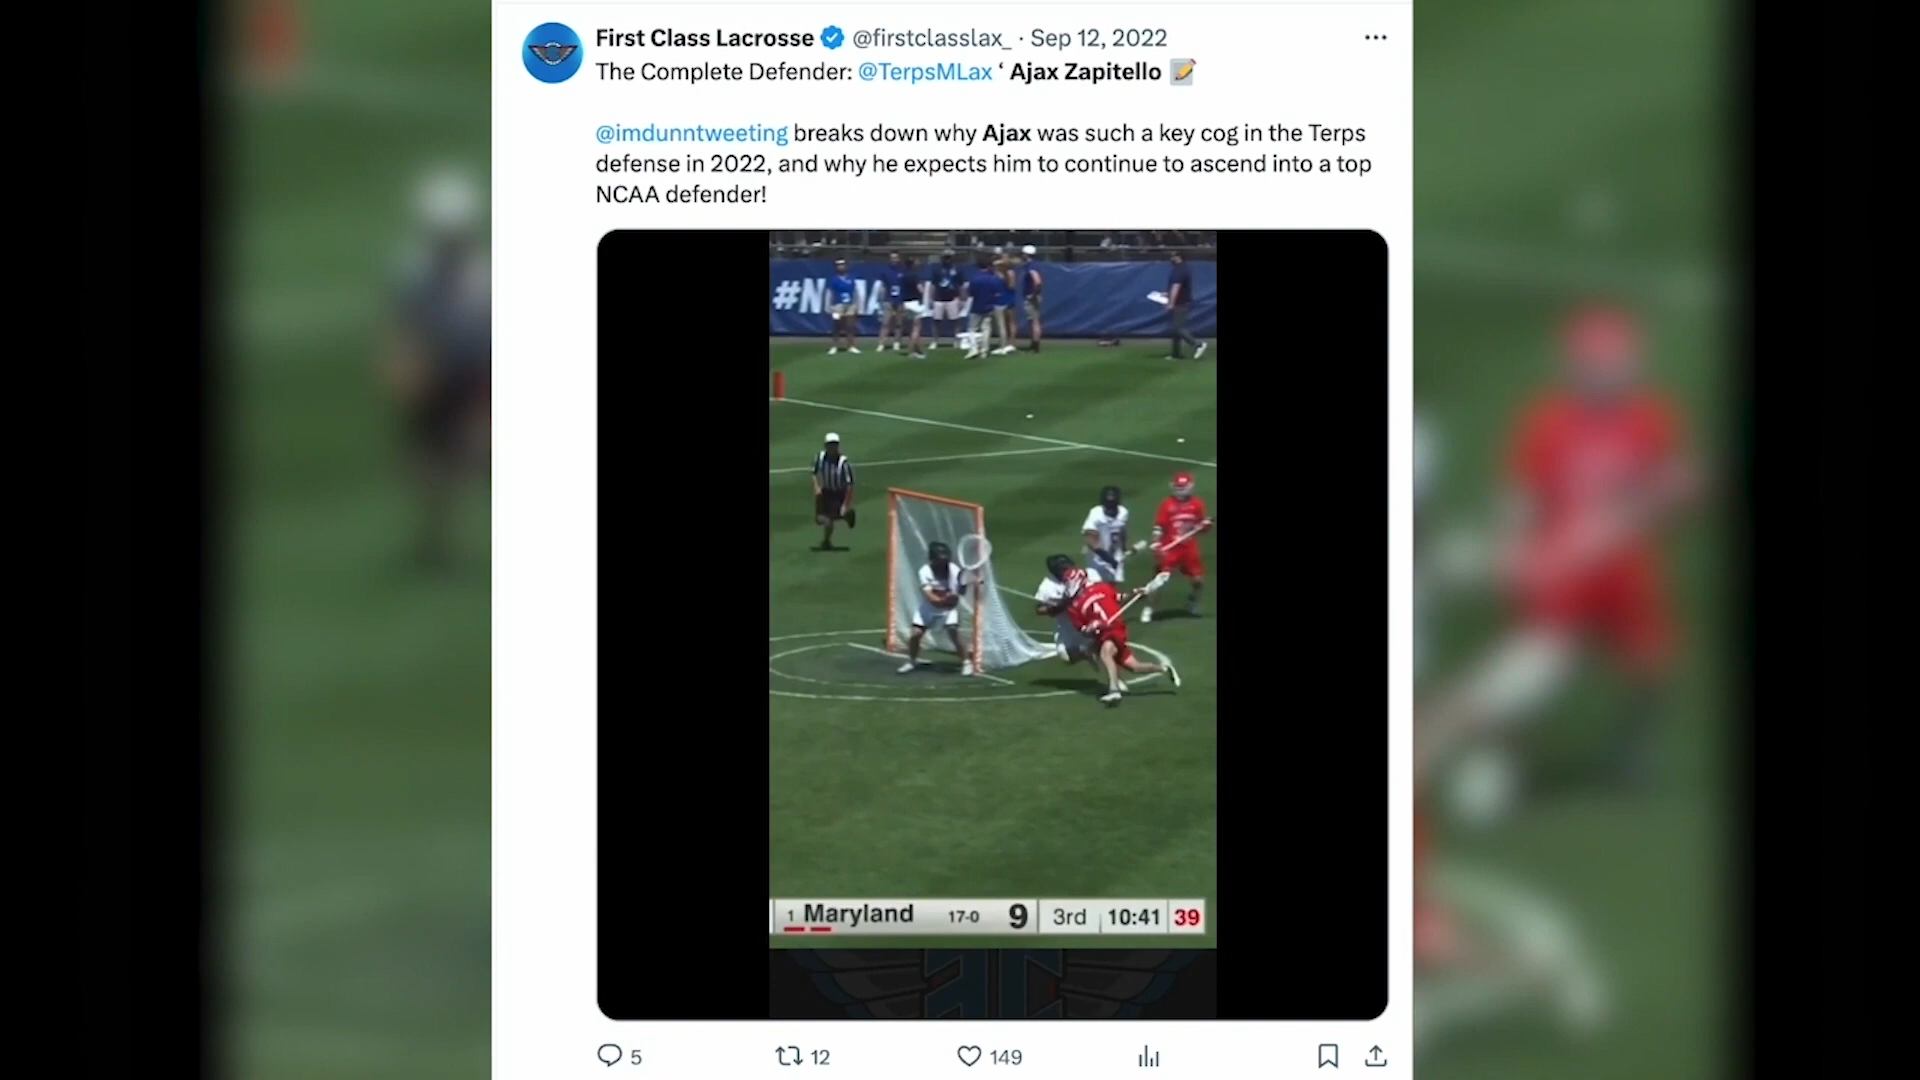 First Class Lacrosse @firstclasslax_ · Sep 12, 2022
The Complete Defender: @TerpsMLax ‘ Ajax Zapitello
@imdunntweeting breaks down why Ajax was such a key cog in the Terps
defense in 2022, and why he expects him to continue to ascend into a top
NCAA defender!
1 Maryland 17-0 9 3rd 10:41 39
5 12 149